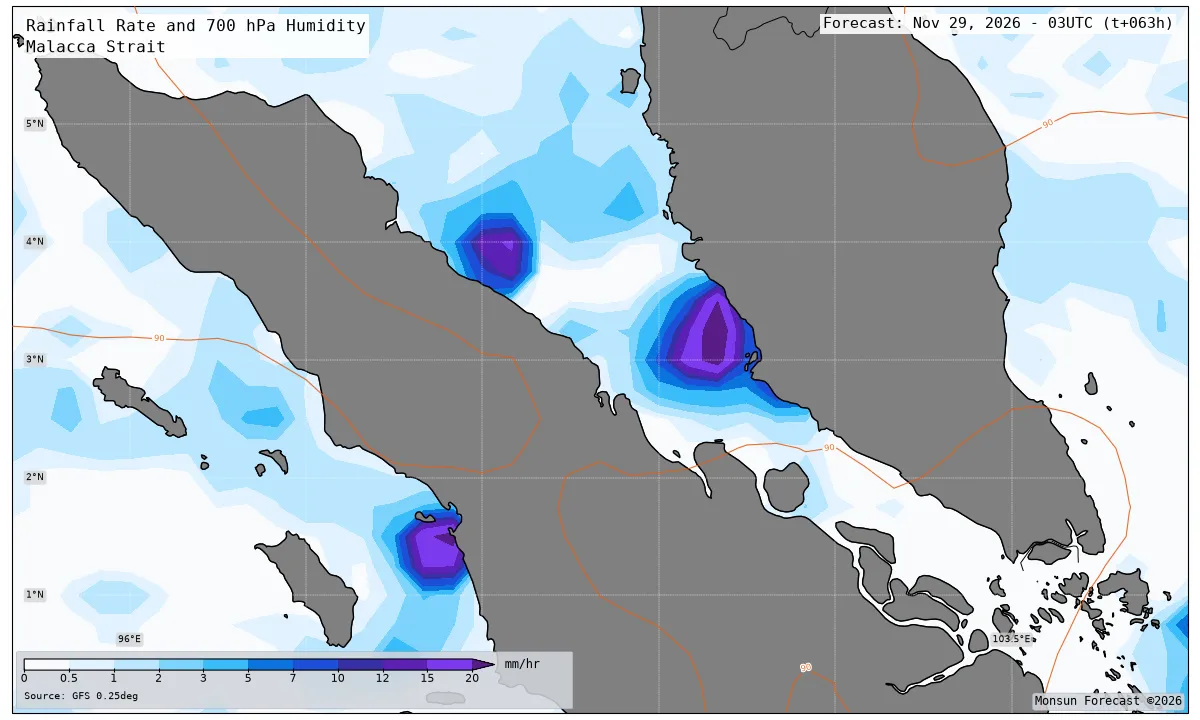 Rainfall Rate and 700 hPa Humidity
Malacca Strait
Forecast: Nov 29, 2026 - 03UTC (t+063h)
5°N
90
4°N
90
3°N
90
2°N
1°N
96°E
103.5°E
90
mm/hr
0 0.5 1 2 3 5 7 10 12 15 20
Source: GFS 0.25deg
Monsun Forecast ©2026